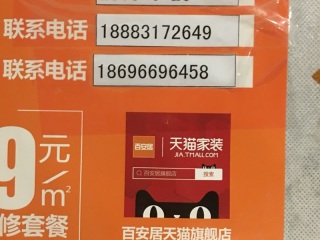 联系电话 18883172649
联系电话 18696696458
9元/m²
修套餐
百安居 天猫家装
JIA.TMALL.COM
百安居旗舰店 搜索
百安居天猫旗舰店